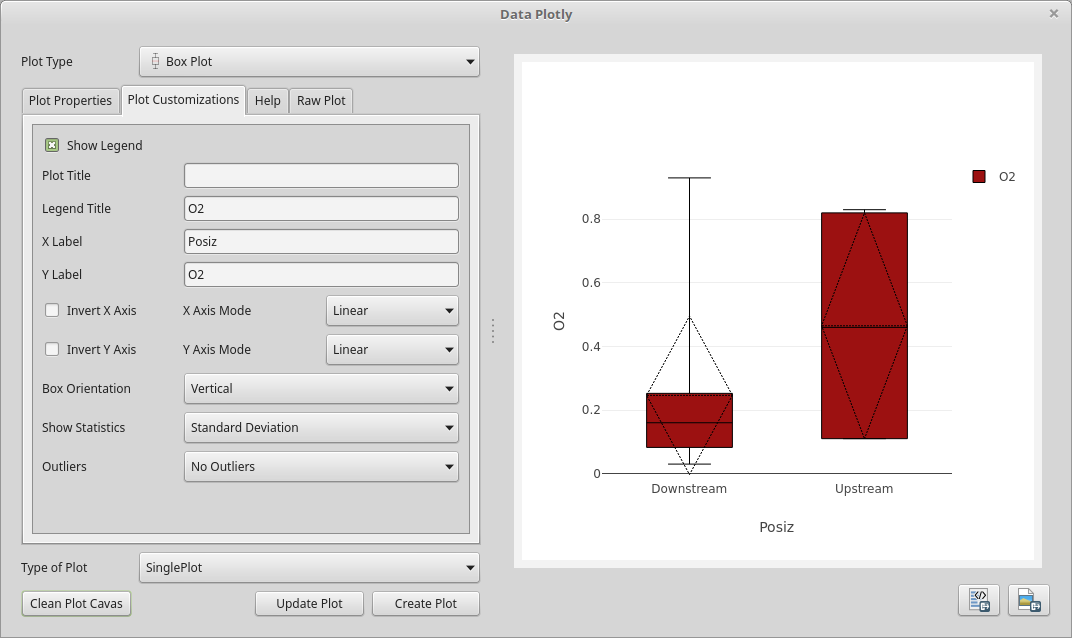 Data Plotly
Plot Type
Box Plot
Plot Properties
Plot Customizations
Help
Raw Plot
Show Legend
Plot Title
Legend Title
O2
X Label
Posiz
Y Label
O2
Invert X Axis
X Axis Mode
Linear
Invert Y Axis
Y Axis Mode
Linear
Box Orientation
Vertical
Show Statistics
Standard Deviation
Outliers
No Outliers
Type of Plot
SinglePlot
Clean Plot Cavas
Update Plot
Create Plot
O2
0.8
0.6
0.4
0.2
0
O2
Downstream
Upstream
Posiz